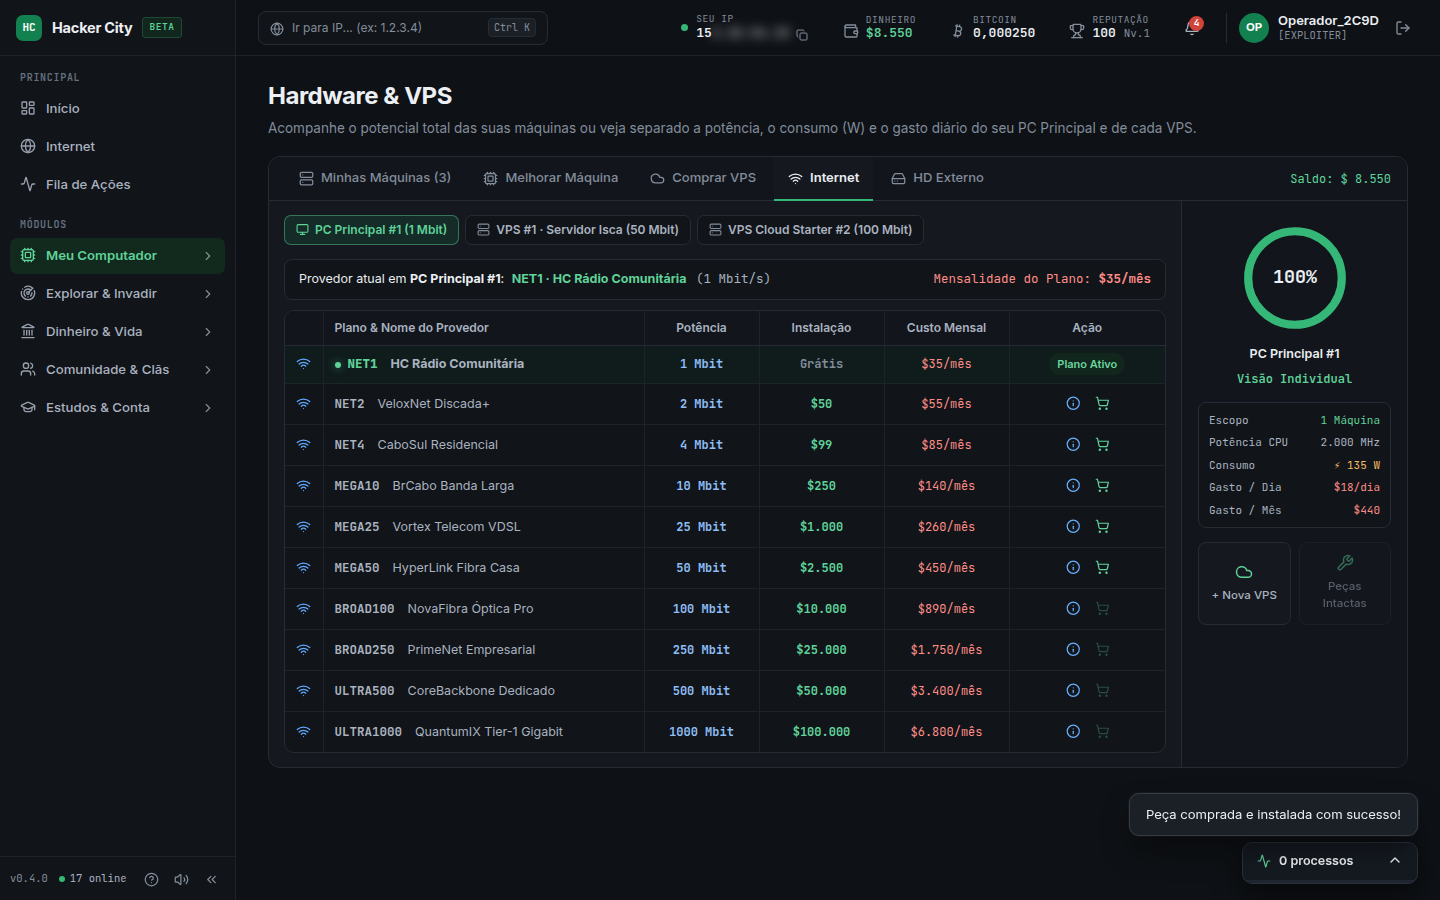 HC Hacker City BETA
Ir para IP... (ex: 1.2.3.4) Ctrl K
SEU IP
15
DINHEIRO
$8.550
BITCOIN
0,000250
REPUTAÇÃO
100 Nv.1
4
OP
Operador_2C9D
[EXPLOITER]
PRINCIPAL
Início
Internet
Fila de Ações
MÓDULOS
Meu Computador
Explorar & Invadir
Dinheiro & Vida
Comunidade & Clãs
Estudos & Conta
v0.4.0 17 online
Hardware & VPS
Acompanhe o potencial total das suas máquinas ou veja separado a potência, o consumo (W) e o gasto diário do seu PC Principal e de cada VPS.
Minhas Máquinas (3) Melhorar Máquina Comprar VPS Internet HD Externo Saldo: $ 8.550
PC Principal #1 (1 Mbit) VPS #1 · Servidor Isca (50 Mbit) VPS Cloud Starter #2 (100 Mbit)
Provedor atual em PC Principal #1: NET1 · HC Rádio Comunitária (1 Mbit/s) Mensalidade do Plano: $35/mês
Plano & Nome do Provedor Potência Instalação Custo Mensal Ação
NET1 HC Rádio Comunitária 1 Mbit Grátis $35/mês Plano Ativo
NET2 VeloxNet Discada+ 2 Mbit $50 $55/mês
NET4 CaboSul Residencial 4 Mbit $99 $85/mês
MEGA10 BrCabo Banda Larga 10 Mbit $250 $140/mês
MEGA25 Vortex Telecom VDSL 25 Mbit $1.000 $260/mês
MEGA50 HyperLink Fibra Casa 50 Mbit $2.500 $450/mês
BROAD100 NovaFibra Óptica Pro 100 Mbit $10.000 $890/mês
BROAD250 PrimeNet Empresarial 250 Mbit $25.000 $1.750/mês
ULTRA500 CoreBackbone Dedicado 500 Mbit $50.000 $3.400/mês
ULTRA1000 QuantumIX Tier-1 Gigabit 1000 Mbit $100.000 $6.800/mês
100%
PC Principal #1
Visão Individual
Escopo 1 Máquina
Potência CPU 2.000 MHz
Consumo ⚡ 135 W
Gasto / Dia $18/dia
Gasto / Mês $440
+ Nova VPS
Peças
Intactas
Peça comprada e instalada com sucesso!
0 processos